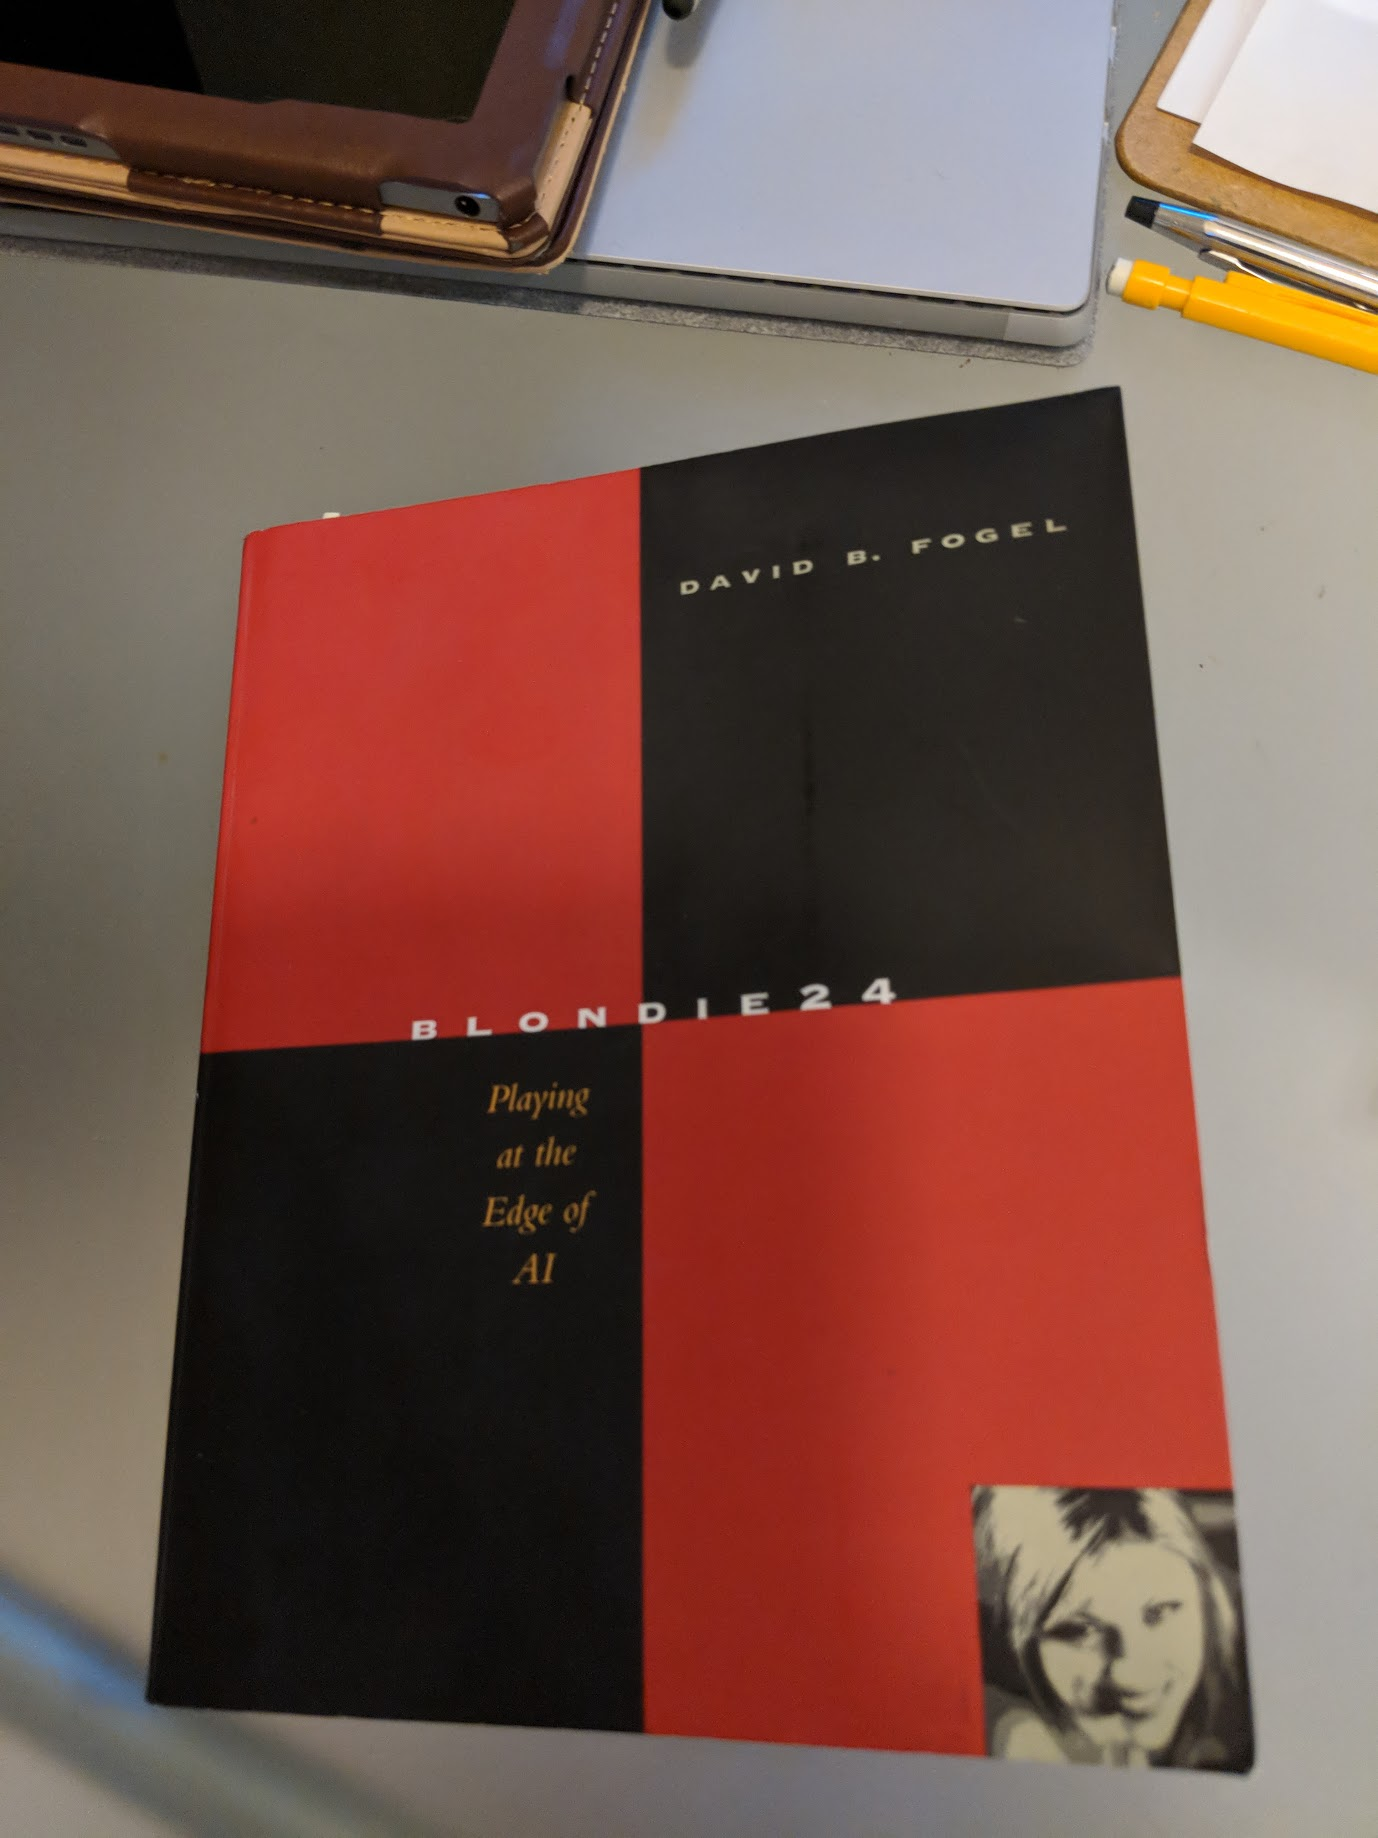 DAVID B. FOGEL
BLONDIE24
Playing
at the
Edge of
AI